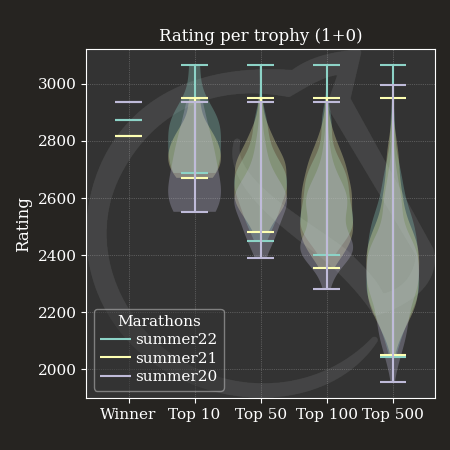 Rating per trophy (1+0)
3000
2800
2600
2400
2200
2000
Rating
Marathons
summer22
summer21
summer20
Winner Top 10 Top 50 Top 100 Top 500